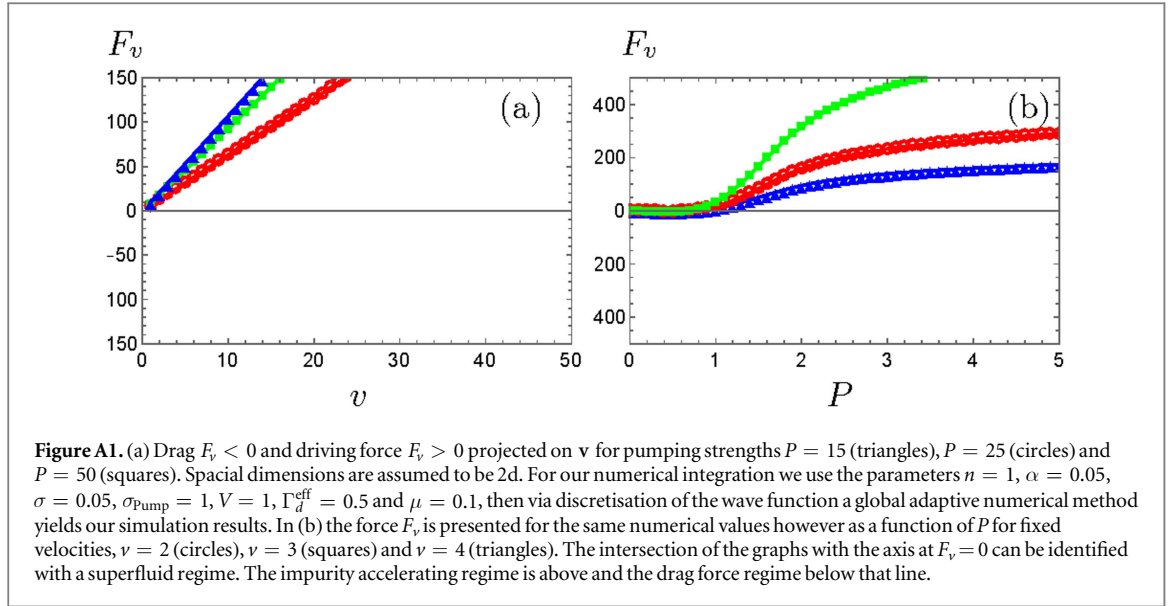 F_v F_v
(a) (b)
150
100
50
0
−50
100
150
0 10 20 30 40 50
v
400
200
0
200
400
0 1 2 3 4 5
P
Figure A1. (a) Drag F_v < 0 and driving force F_v > 0 projected on v for pumping strengths P = 15 (triangles), P = 25 (circles) and
P = 50 (squares). Spacial dimensions are assumed to be 2d. For our numerical integration we use the parameters n = 1, α = 0.05,
σ = 0.05, σ_Pump = 1, V = 1, Γ_d^eff = 0.5 and μ = 0.1, then via discretisation of the wave function a global adaptive numerical method
yields our simulation results. In (b) the force F_v is presented for the same numerical values however as a function of P for fixed
velocities, v = 2 (circles), v = 3 (squares) and v = 4 (triangles). The intersection of the graphs with the axis at F_v = 0 can be identified
with a superfluid regime. The impurity accelerating regime is above and the drag force regime below that line.